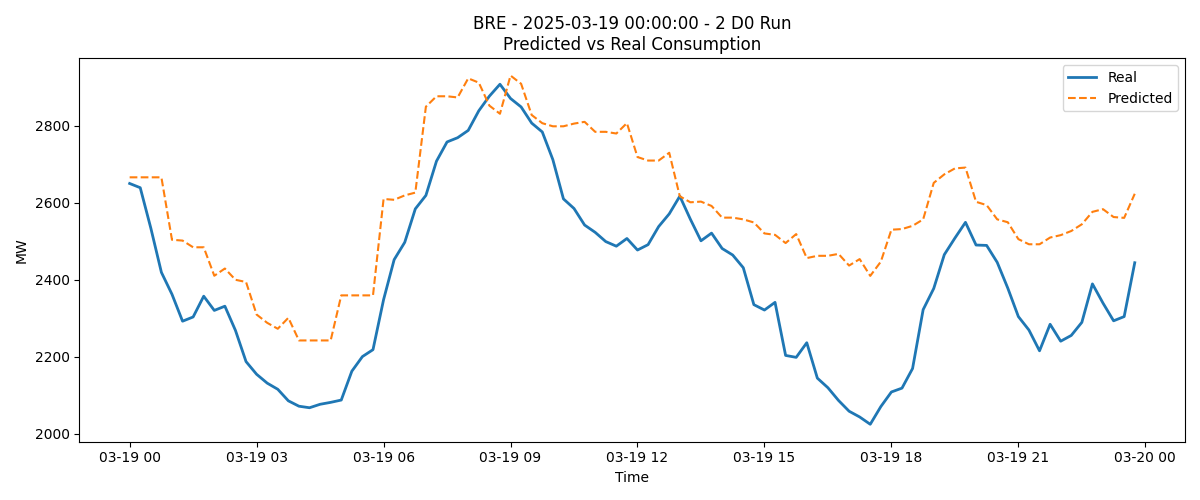 BRE - 2025-03-19 00:00:00 - 2 D0 Run
Predicted vs Real Consumption
Real
Predicted
MW
2800
2600
2400
2200
2000
03-19 00
03-19 03
03-19 06
03-19 09
03-19 12
03-19 15
03-19 18
03-19 21
03-20 00
Time